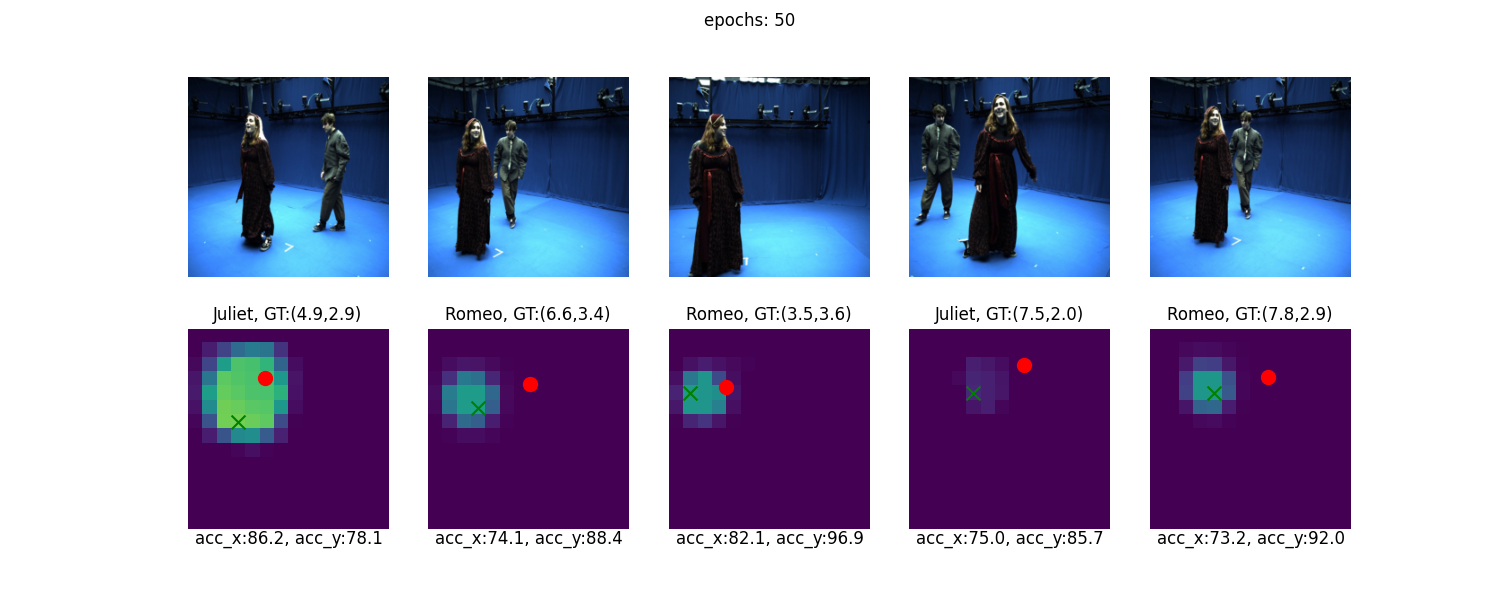 epochs: 50
Juliet, GT:(4.9,2.9)
Romeo, GT:(6.6,3.4)
Romeo, GT:(3.5,3.6)
Juliet, GT:(7.5,2.0)
Romeo, GT:(7.8,2.9)
acc_x:86.2, acc_y:78.1
acc_x:74.1, acc_y:88.4
acc_x:82.1, acc_y:96.9
acc_x:75.0, acc_y:85.7
acc_x:73.2, acc_y:92.0